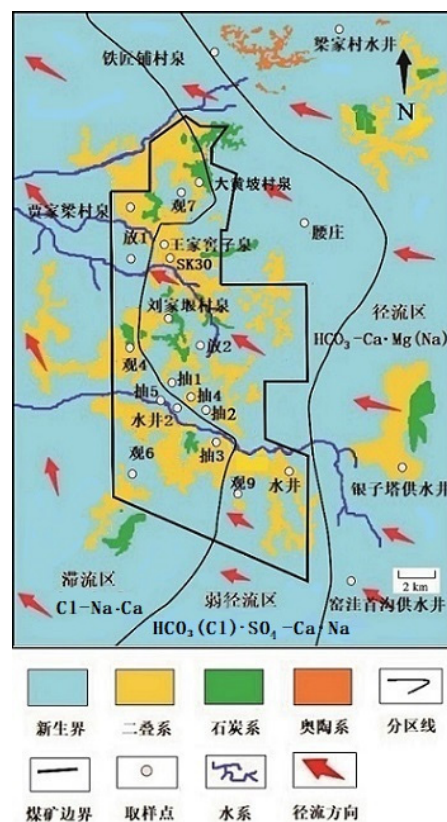 梁家村水井
铁匠铺村泉
N
大黄坡村泉
观7
贾家梁村泉
腰庄
放1
王家窑子泉
SK30
径流区
HCO₃-Ca·Mg(Na)
刘家堰村泉
放2
观4
抽1
抽5
抽4
抽2
水井2
抽3
观6
水井
银子塔供水井
观9
滞流区
Cl-Na·Ca
弱径流区
HCO₃(Cl)·SO₄-Ca·Na
2 km
窑洼首沟供水井
新生界
二叠系
石炭系
奥陶系
分区线
煤矿边界
取样点
水系
径流方向